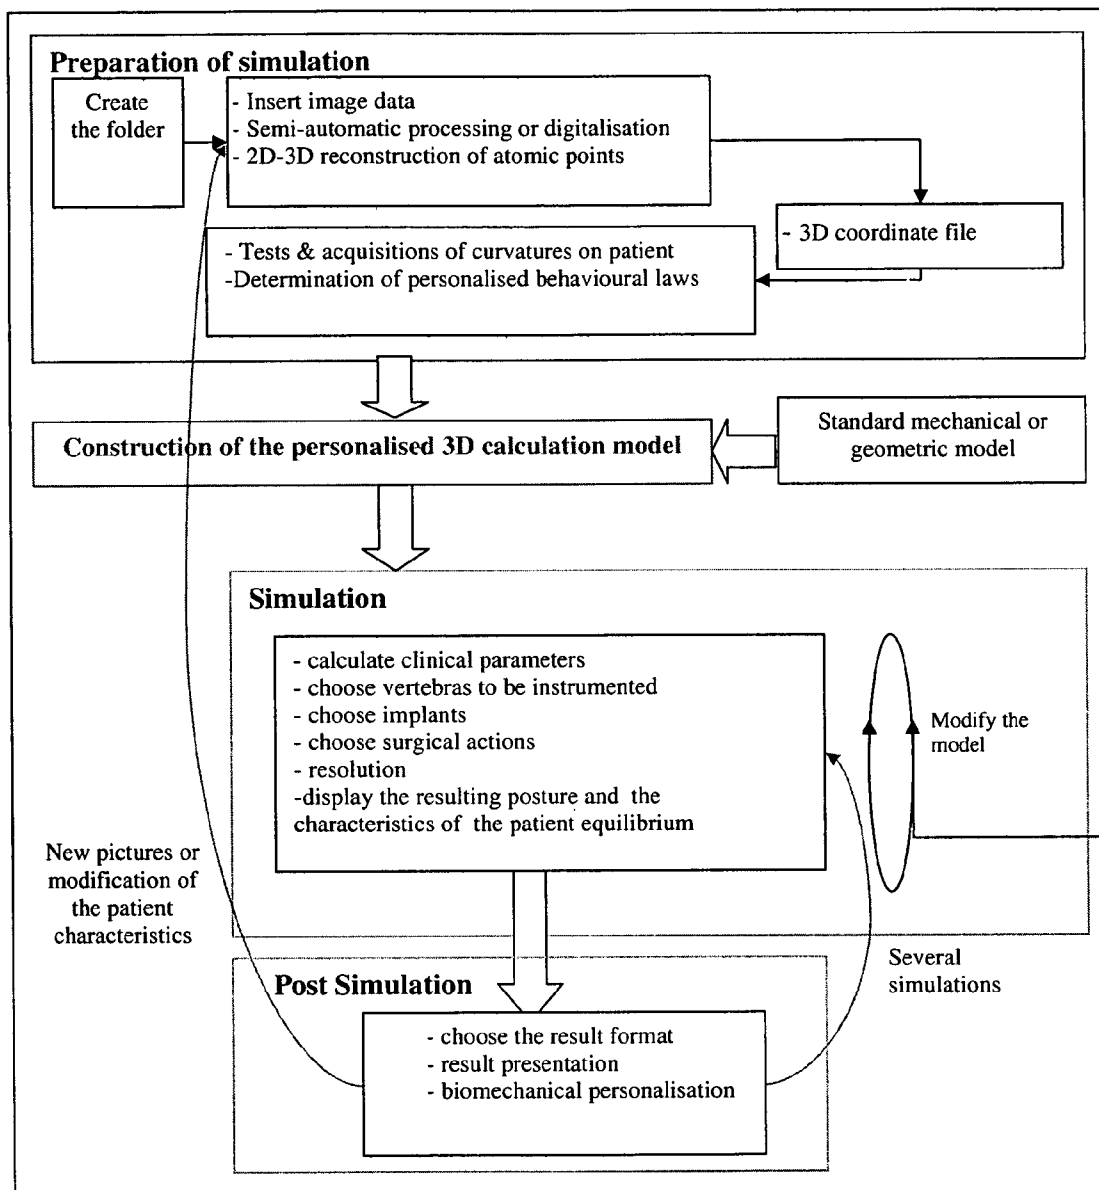 Preparation of simulation
Create
the folder
- Insert image data
- Semi-automatic processing or digitalisation
- 2D-3D reconstruction of atomic points
- 3D coordinate file
- Tests & acquisitions of curvatures on patient
-Determination of personalised behavioural laws
Construction of the personalised 3D calculation model
Standard mechanical or
geometric model
Simulation
- calculate clinical parameters
- choose vertebras to be instrumented
- choose implants
- choose surgical actions
- resolution
-display the resulting posture and the
characteristics of the patient equilibrium
Modify the
model
New pictures or
modification of
the patient
characteristics
Several
simulations
Post Simulation
- choose the result format
- result presentation
- biomechanical personalisation